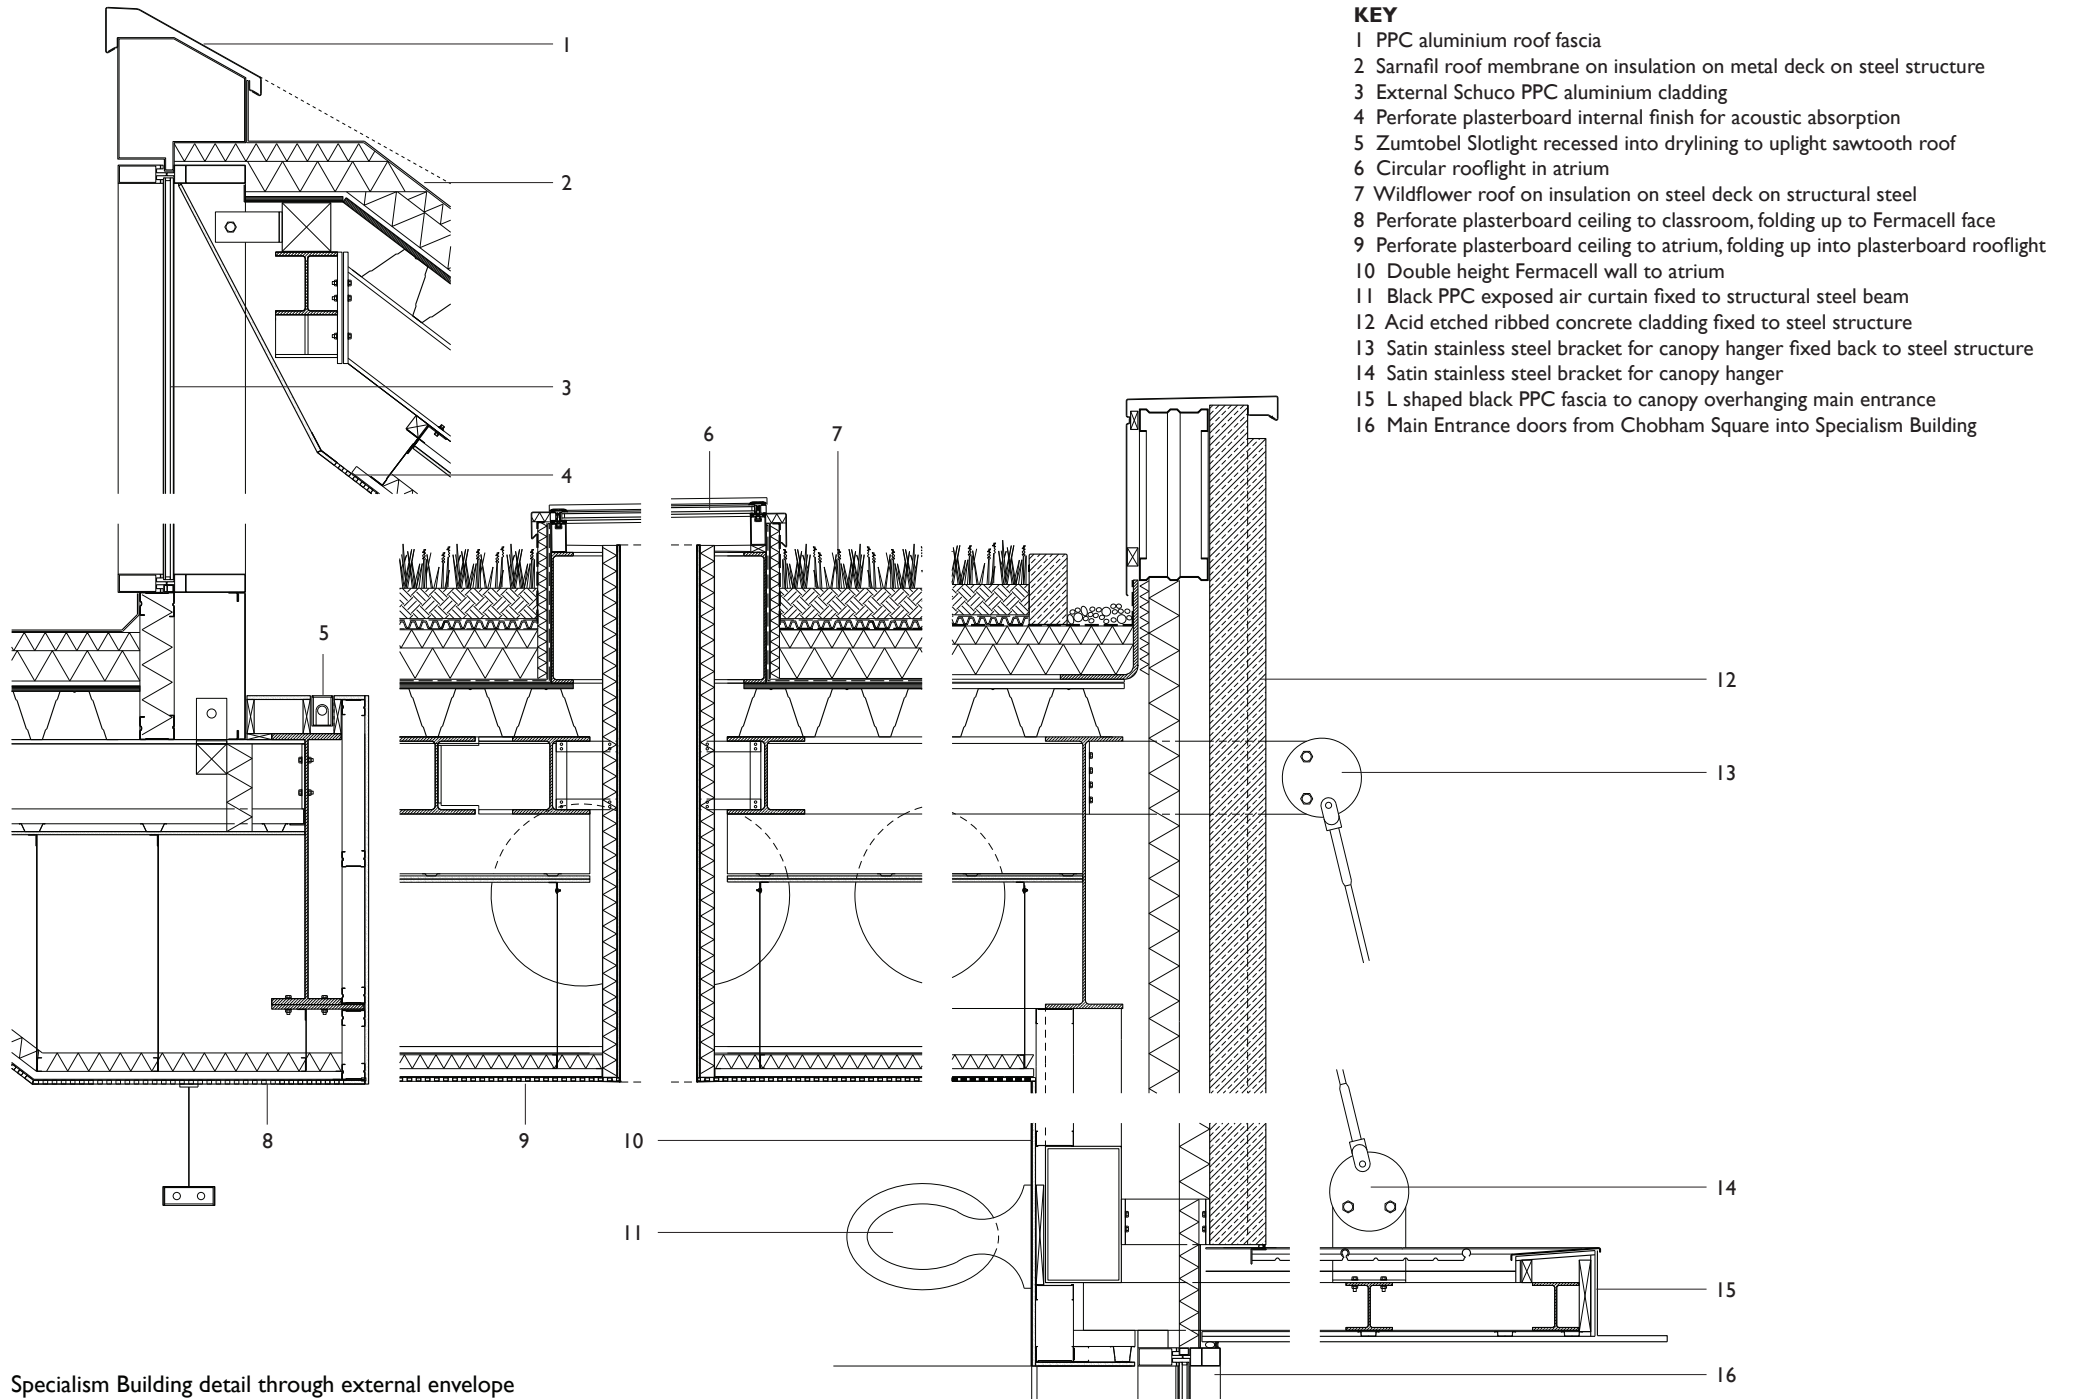 KEY
1 PPC aluminium roof fascia
2 Sarnafil roof membrane on insulation on metal deck on steel structure
3 External Schuco PPC aluminium cladding
4 Perforate plasterboard internal finish for acoustic absorption
5 Zumtobel Slotlight recessed into drylining to uplight sawtooth roof
6 Circular rooflight in atrium
7 Wildflower roof on insulation on steel deck on structural steel
8 Perforate plasterboard ceiling to classroom, folding up to Fermacell face
9 Perforate plasterboard ceiling to atrium, folding up into plasterboard rooflight
10 Double height Fermacell wall to atrium
11 Black PPC exposed air curtain fixed to structural steel beam
12 Acid etched ribbed concrete cladding fixed to steel structure
13 Satin stainless steel bracket for canopy hanger fixed back to steel structure
14 Satin stainless steel bracket for canopy hanger
15 L shaped black PPC fascia to canopy overhanging main entrance
16 Main Entrance doors from Chobham Square into Specialism Building
1
2
3
4
6
7
5
12
13
8
9
10
14
11
15
16
Specialism Building detail through external envelope